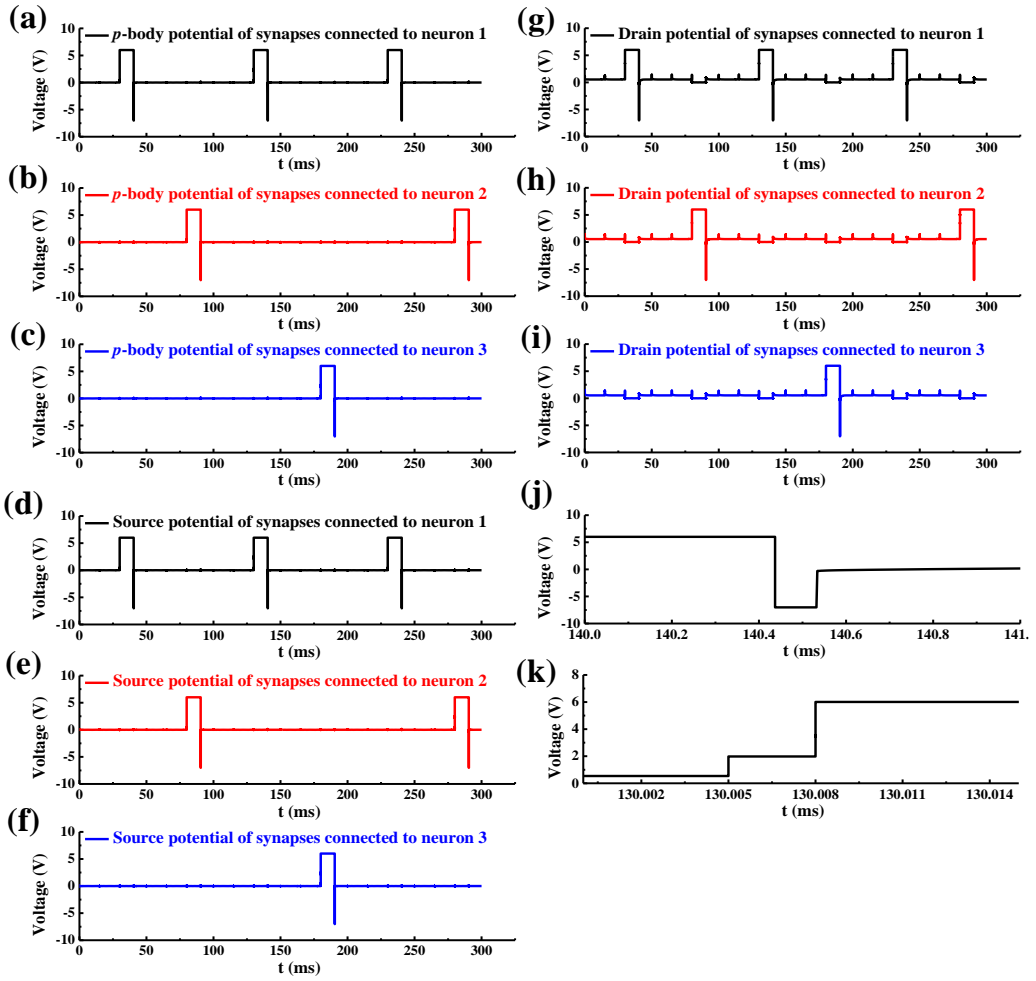 (a)
p-body potential of synapses connected to neuron 1
Voltage (V)
10
5
0
-5
-10
0 50 100 150 200 250 300
t (ms)
(b)
p-body potential of synapses connected to neuron 2
Voltage (V)
10
5
0
-5
-10
0 50 100 150 200 250 300
t (ms)
(c)
p-body potential of synapses connected to neuron 3
Voltage (V)
10
5
0
-5
-10
0 50 100 150 200 250 300
t (ms)
(d)
Source potential of synapses connected to neuron 1
Voltage (V)
10
5
0
-5
-10
0 50 100 150 200 250 300
t (ms)
(e)
Source potential of synapses connected to neuron 2
Voltage (V)
10
5
0
-5
-10
0 50 100 150 200 250 300
t (ms)
(f)
Source potential of synapses connected to neuron 3
Voltage (V)
10
5
0
-5
-10
0 50 100 150 200 250 300
t (ms)
(g)
Drain potential of synapses connected to neuron 1
Voltage (V)
10
5
0
-5
-10
0 50 100 150 200 250 300
t (ms)
(h)
Drain potential of synapses connected to neuron 2
Voltage (V)
10
5
0
-5
-10
0 50 100 150 200 250 300
t (ms)
(i)
Drain potential of synapses connected to neuron 3
Voltage (V)
10
5
0
-5
-10
0 50 100 150 200 250 300
t (ms)
(j)
Voltage (V)
10
5
0
-5
-10
140.0 140.2 140.4 140.6 140.8 141.
t (ms)
(k)
Voltage (V)
8
6
4
2
0
130.002 130.005 130.008 130.011 130.014
t (ms)